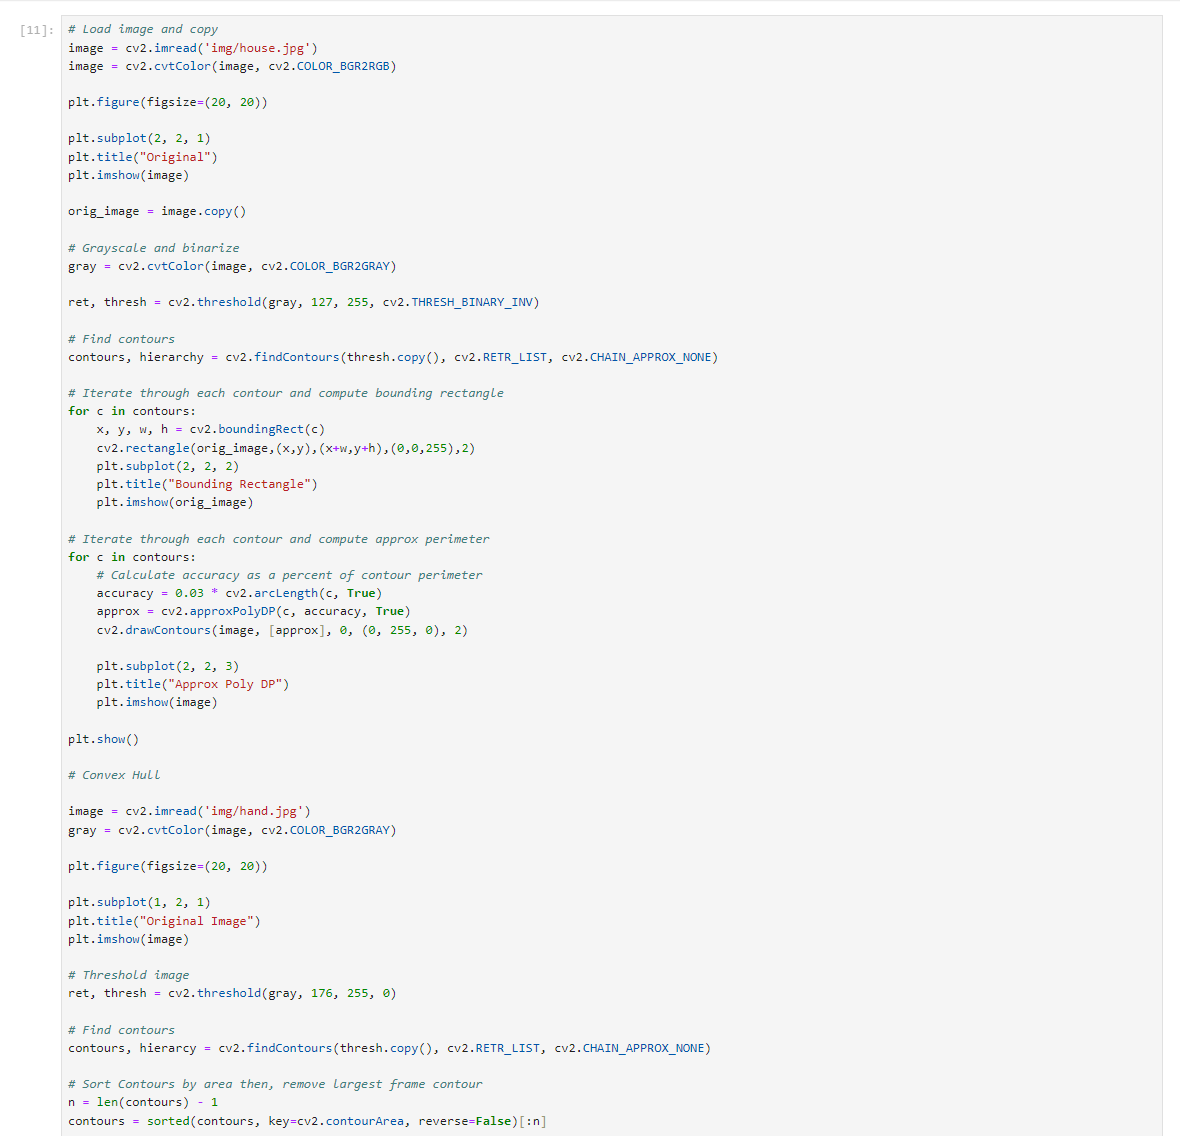 [11]:
# Load image and copy
image = cv2.imread('img/house.jpg')
image = cv2.cvtColor(image, cv2.COLOR_BGR2RGB)
plt.figure(figsize=(20, 20))
plt.subplot(2, 2, 1)
plt.title("Original")
plt.imshow(image)
orig_image = image.copy()
# Grayscale and binarize
gray = cv2.cvtColor(image, cv2.COLOR_BGR2GRAY)
ret, thresh = cv2.threshold(gray, 127, 255, cv2.THRESH_BINARY_INV)
# Find contours
contours, hierarchy = cv2.findContours(thresh.copy(), cv2.RETR_LIST, cv2.CHAIN_APPROX_NONE)
# Iterate through each contour and compute bounding rectangle
for c in contours:
    x, y, w, h = cv2.boundingRect(c)
    cv2.rectangle(orig_image,(x,y),(x+w,y+h),(0,0,255),2)
    plt.subplot(2, 2, 2)
    plt.title("Bounding Rectangle")
    plt.imshow(orig_image)
# Iterate through each contour and compute approx perimeter
for c in contours:
    # Calculate accuracy as a percent of contour perimeter
    accuracy = 0.03 * cv2.arcLength(c, True)
    approx = cv2.approxPolyDP(c, accuracy, True)
    cv2.drawContours(image, [approx], 0, (0, 255, 0), 2)
    plt.subplot(2, 2, 3)
    plt.title("Approx Poly DP")
    plt.imshow(image)
plt.show()
# Convex Hull
image = cv2.imread('img/hand.jpg')
gray = cv2.cvtColor(image, cv2.COLOR_BGR2GRAY)
plt.figure(figsize=(20, 20))
plt.subplot(1, 2, 1)
plt.title("Original Image")
plt.imshow(image)
# Threshold image
ret, thresh = cv2.threshold(gray, 176, 255, 0)
# Find contours
contours, hierarcy = cv2.findContours(thresh.copy(), cv2.RETR_LIST, cv2.CHAIN_APPROX_NONE)
# Sort Contours by area then, remove largest frame contour
n = len(contours) - 1
contours = sorted(contours, key=cv2.contourArea, reverse=False)[:n]